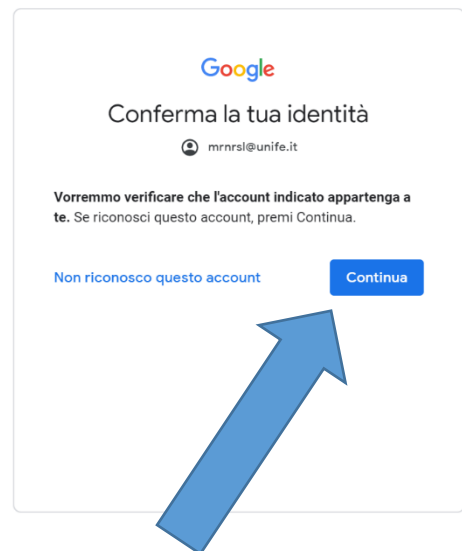 Google
Conferma la tua identità
mrnrsl@unife.it
Vorremmo verificare che l'account indicato appartenga a
te. Se riconosci questo account, premi Continua.
Non riconosco questo account
Continua